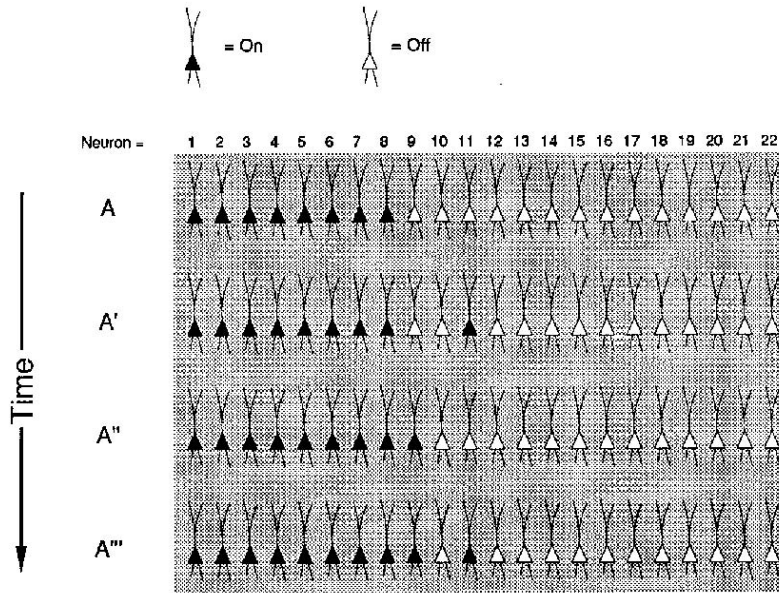 = On = Off
Neuron = 1 2 3 4 5 6 7 8 9 10 11 12 13 14 15 16 17 18 19 20 21 22
A
A'
A"
A'"
Time